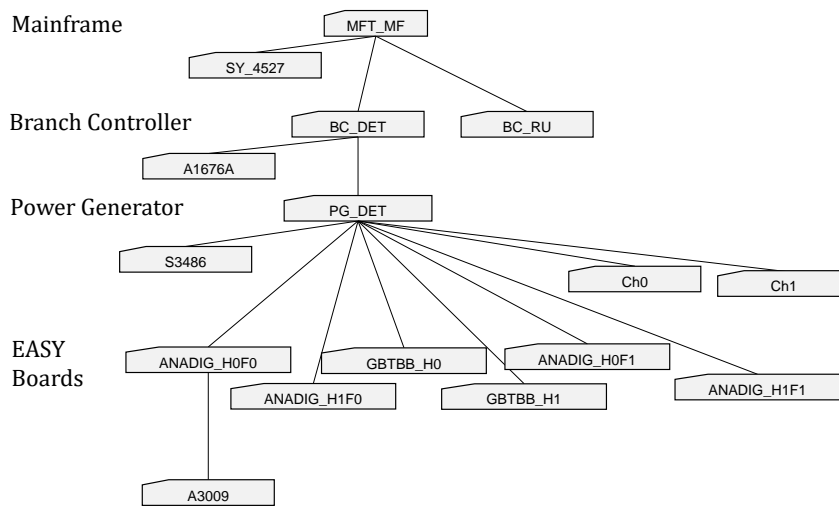 Mainframe
MFT_MF
SY_4527
Branch Controller
BC_DET
BC_RU
A1676A
Power Generator
PG_DET
S3486
Ch0
Ch1
EASY
Boards
ANADIG_H0F0
GBTBB_H0
ANADIG_H0F1
ANADIG_H1F0
GBTBB_H1
ANADIG_H1F1
A3009